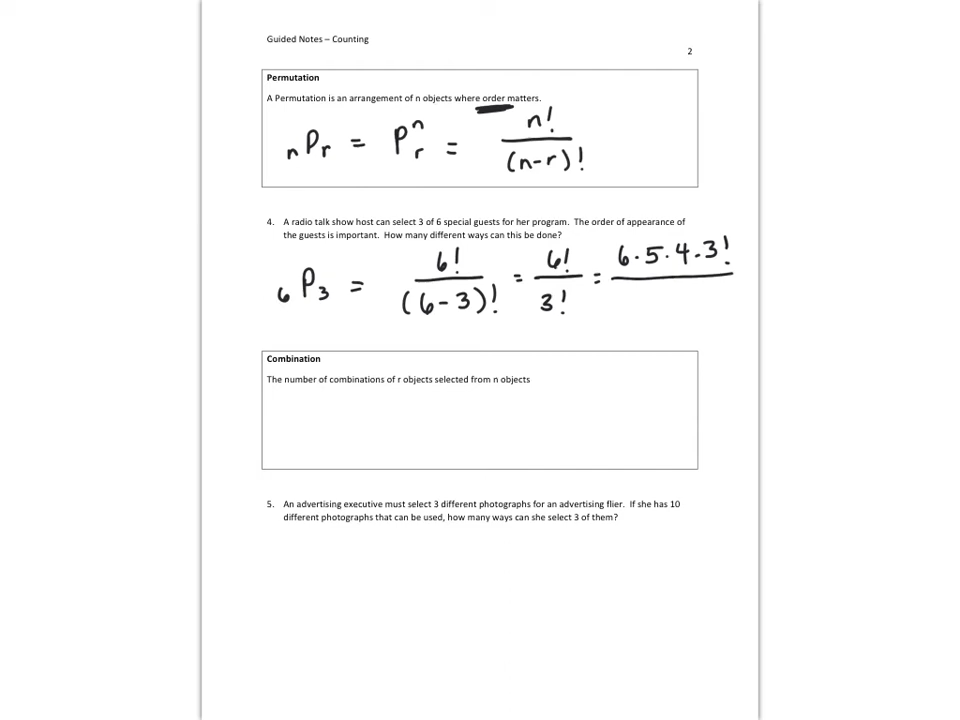 Guided Notes – Counting
2
Permutation
A Permutation is an arrangement of n objects where order matters.
nPr = Pⁿr = n! / (n-r)!
4. A radio talk show host can select 3 of 6 special guests for her program. The order of appearance of
the guests is important. How many different ways can this be done?
6P3 = 6! / (6-3)! = 6! / 3! = 6·5·4·3! /
Combination
The number of combinations of r objects selected from n objects
5. An advertising executive must select 3 different photographs for an advertising flier. If she has 10
different photographs that can be used, how many ways can she select 3 of them?